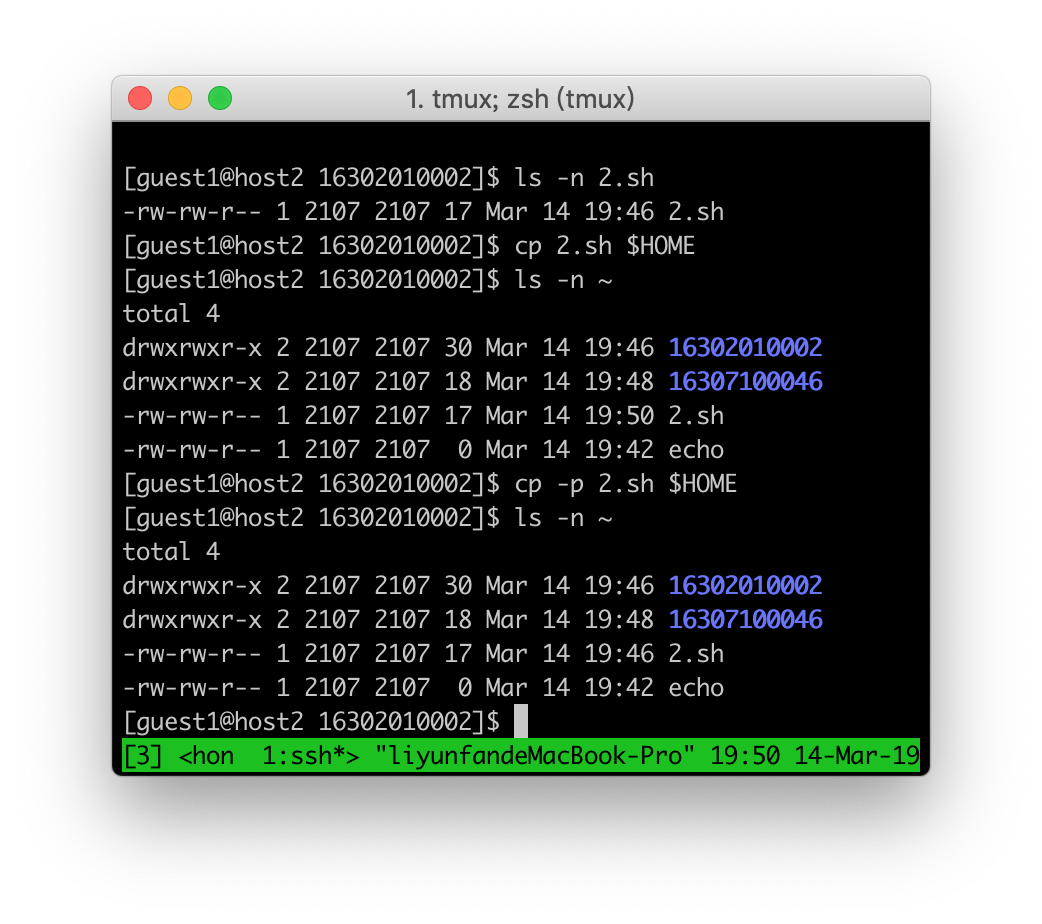 1. tmux; zsh (tmux)
[guest1@host2 16302010002]$ ls -n 2.sh
-rw-rw-r-- 1 2107 2107 17 Mar 14 19:46 2.sh
[guest1@host2 16302010002]$ cp 2.sh $HOME
[guest1@host2 16302010002]$ ls -n ~
total 4
drwxrwxr-x 2 2107 2107 30 Mar 14 19:46 16302010002
drwxrwxr-x 2 2107 2107 18 Mar 14 19:48 16307100046
-rw-rw-r-- 1 2107 2107 17 Mar 14 19:50 2.sh
-rw-rw-r-- 1 2107 2107  0 Mar 14 19:42 echo
[guest1@host2 16302010002]$ cp -p 2.sh $HOME
[guest1@host2 16302010002]$ ls -n ~
total 4
drwxrwxr-x 2 2107 2107 30 Mar 14 19:46 16302010002
drwxrwxr-x 2 2107 2107 18 Mar 14 19:48 16307100046
-rw-rw-r-- 1 2107 2107 17 Mar 14 19:46 2.sh
-rw-rw-r-- 1 2107 2107  0 Mar 14 19:42 echo
[guest1@host2 16302010002]$
[3] <hon  1:ssh*> "liyunfandeMacBook-Pro" 19:50 14-Mar-19